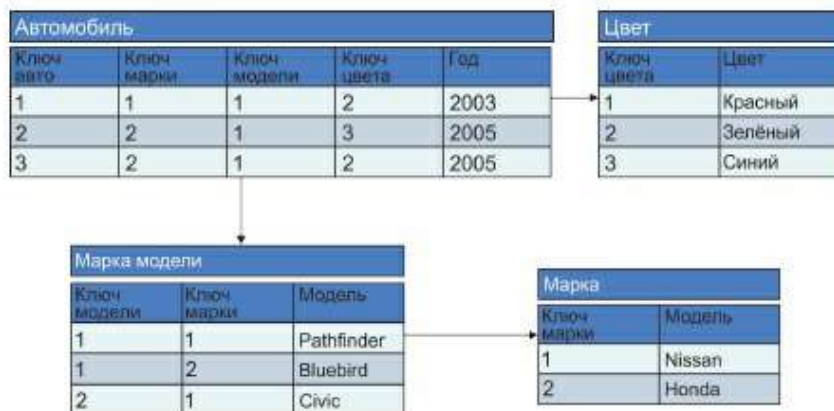 Автомобиль
Ключ авто Ключ марки Ключ модели Ключ цвета Год
1 1 1 2 2003
2 2 1 3 2005
3 2 1 2 2005
Цвет
Ключ цвета Цвет
1 Красный
2 Зелёный
3 Синий
Марка модели
Ключ модели Ключ марки Модель
1 1 Pathfinder
1 2 Bluebird
2 1 Civic
Марка
Ключ марки Модель
1 Nissan
2 Honda